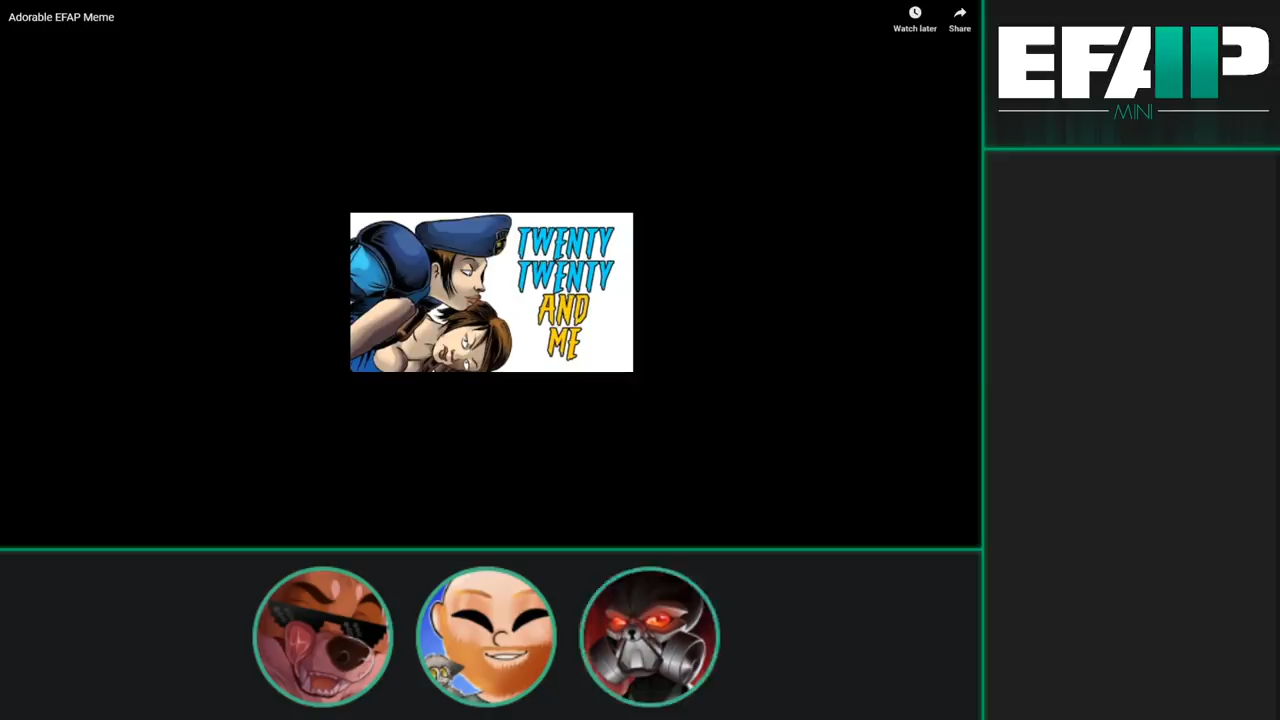 Adorable EFAP Meme
Watch later
Share
EFAP
MINI
TWENTY
TWENTY
AND
ME